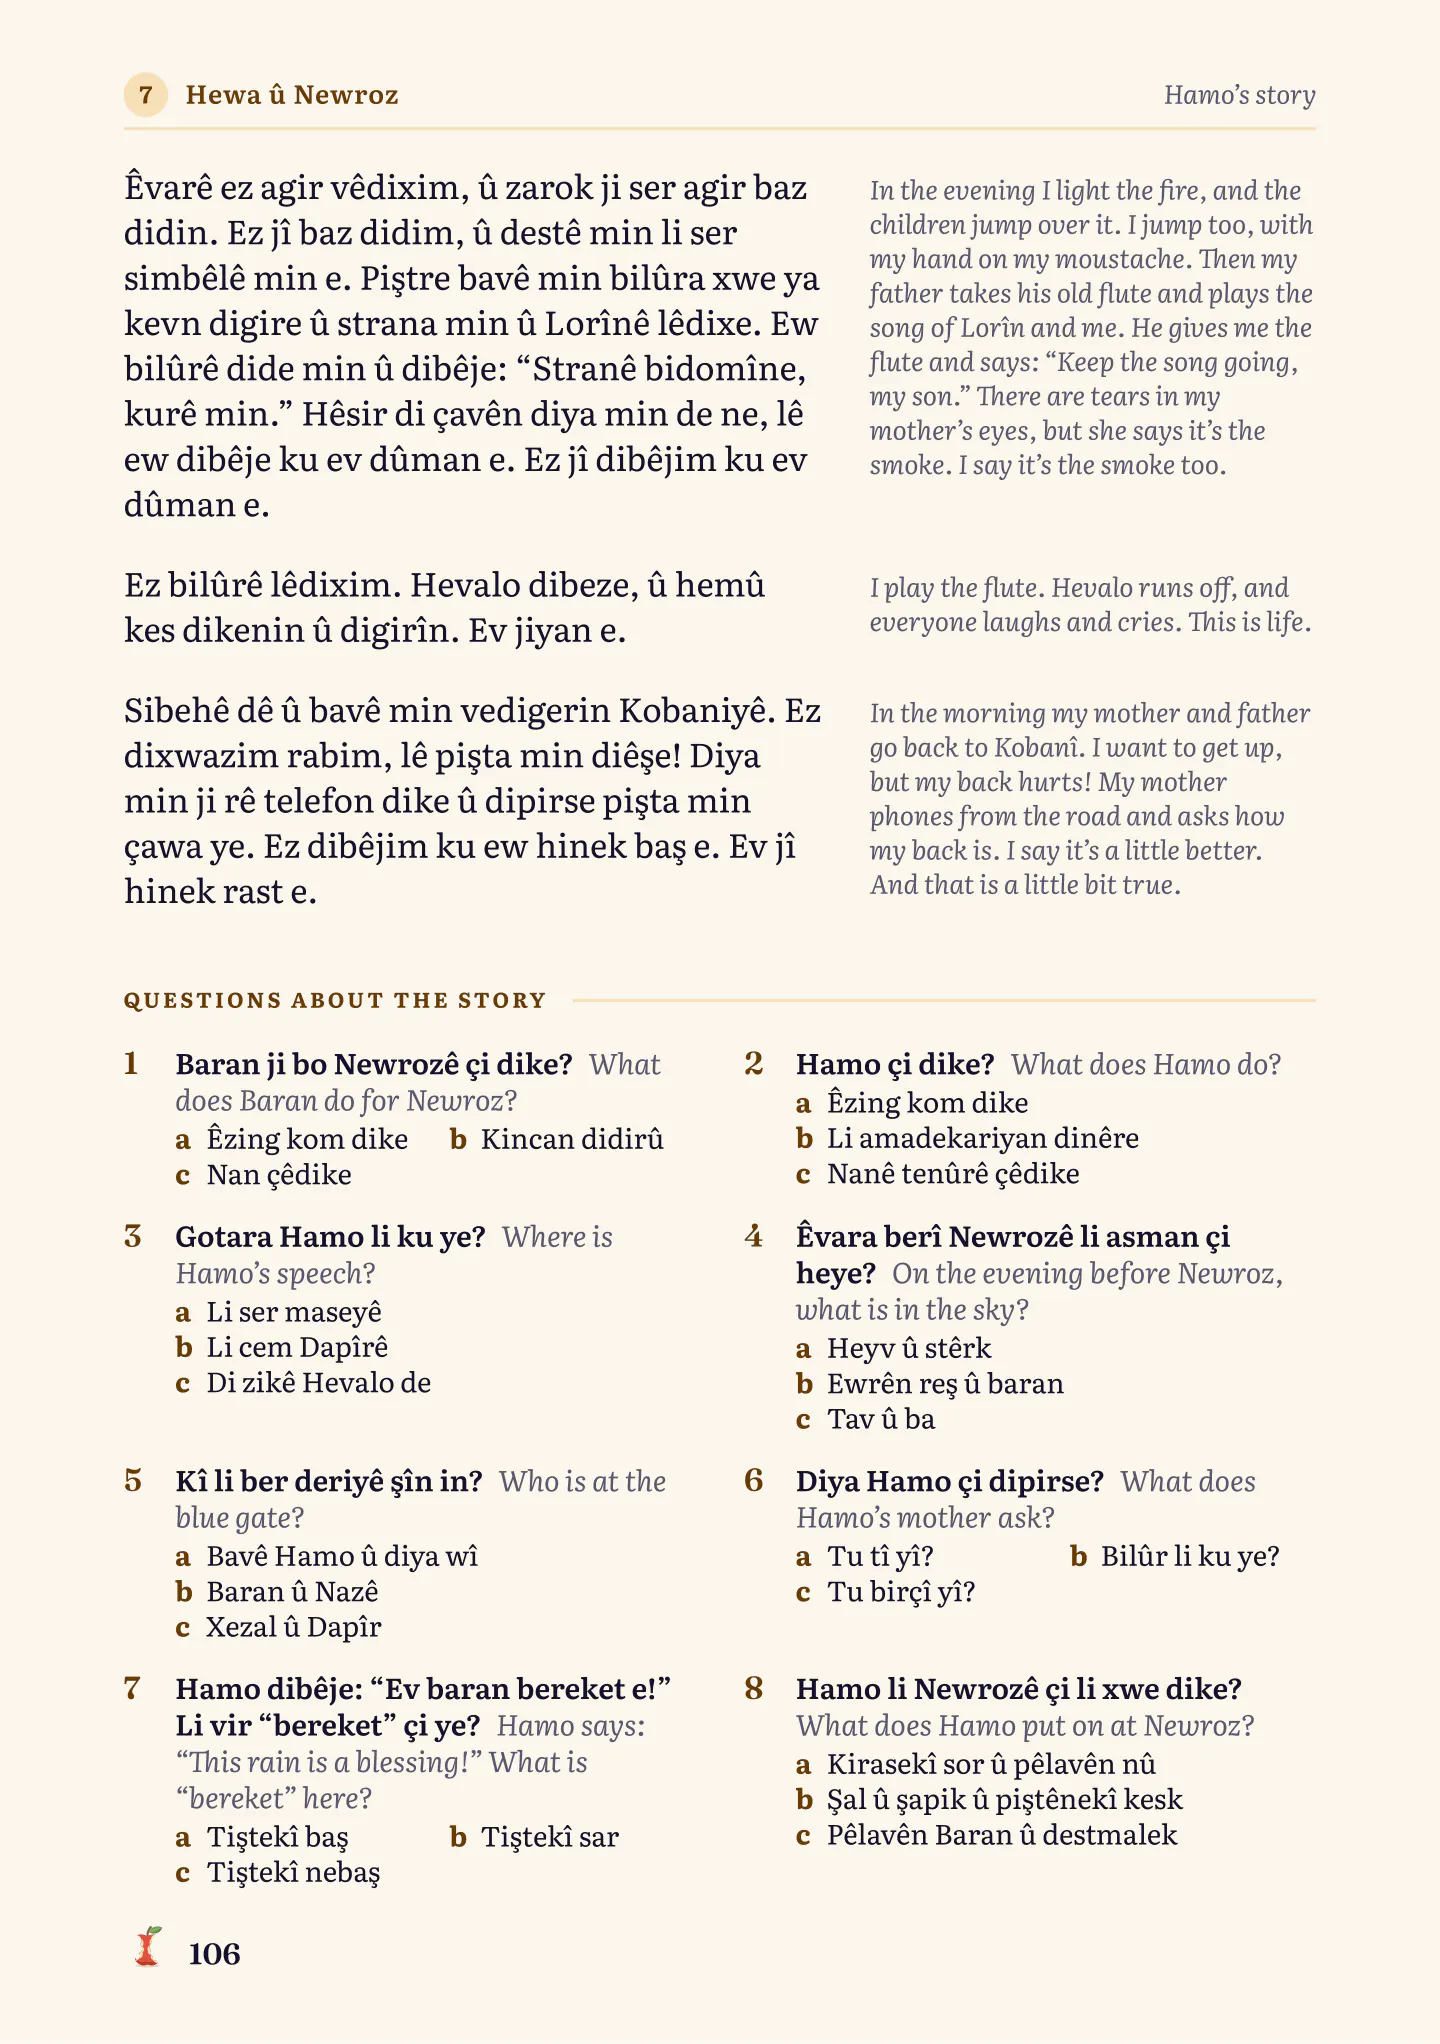 7 Hewa û Newroz
Hamo’s story
Êvarê ez agir vêdixim, û zarok ji ser agir baz
didin. Ez jî baz didim, û destê min li ser
simbêlê min e. Piştre bavê min bilûra xwe ya
kevn digire û strana min û Lorînê lêdixe. Ew
bilûrê dide min û dibêje: “Stranê bidomîne,
kurê min.” Hêsir di çavên diya min de ne, lê
ew dibêje ku ev dûman e. Ez jî dibêjim ku ev
dûman e.
In the evening I light the fire, and the
children jump over it. I jump too, with
my hand on my moustache. Then my
father takes his old flute and plays the
song of Lorîn and me. He gives me the
flute and says: “Keep the song going,
my son.” There are tears in my
mother’s eyes, but she says it’s the
smoke. I say it’s the smoke too.
Ez bilûrê lêdixim. Hevalo dibeze, û hemû
kes dikenin û digirîn. Ev jiyan e.
I play the flute. Hevalo runs off, and
everyone laughs and cries. This is life.
Sibehê dê û bavê min vedigerin Kobaniyê. Ez
dixwazim rabim, lê pişta min diêşe! Diya
min ji rê telefon dike û dipirse pişta min
çawa ye. Ez dibêjim ku ew hinek baş e. Ev jî
hinek rast e.
In the morning my mother and father
go back to Kobanî. I want to get up,
but my back hurts! My mother
phones from the road and asks how
my back is. I say it’s a little better.
And that is a little bit true.
QUESTIONS ABOUT THE STORY
1 Baran ji bo Newrozê çi dike? What
does Baran do for Newroz?
a Êzing kom dike b Kincan didirû
c Nan çêdike
2 Hamo çi dike? What does Hamo do?
a Êzing kom dike
b Li amadekariyan dinêre
c Nanê tenûrê çêdike
3 Gotara Hamo li ku ye? Where is
Hamo’s speech?
a Li ser maseyê
b Li cem Dapîrê
c Di zikê Hevalo de
4 Êvara berî Newrozê li asman çi
heye? On the evening before Newroz,
what is in the sky?
a Heyv û stêrk
b Ewrên reş û baran
c Tav û ba
5 Kî li ber deriyê şîn in? Who is at the
blue gate?
a Bavê Hamo û diya wî
b Baran û Nazê
c Xezal û Dapîr
6 Diya Hamo çi dipirse? What does
Hamo’s mother ask?
a Tu tî yî? b Bilûr li ku ye?
c Tu birçî yî?
7 Hamo dibêje: “Ev baran bereket e!”
Li vir “bereket” çi ye? Hamo says:
“This rain is a blessing!” What is
“bereket” here?
a Tiştekî baş b Tiştekî sar
c Tiştekî nebaş
8 Hamo li Newrozê çi li xwe dike?
What does Hamo put on at Newroz?
a Kirasekî sor û pêlavên nû
b Şal û şapik û piştênekî kesk
c Pêlavên Baran û destmalek
106